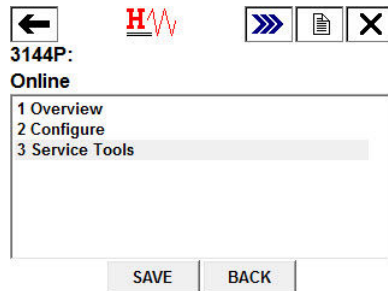 H
3144P:
Online
1 Overview
2 Configure
3 Service Tools
SAVE BACK